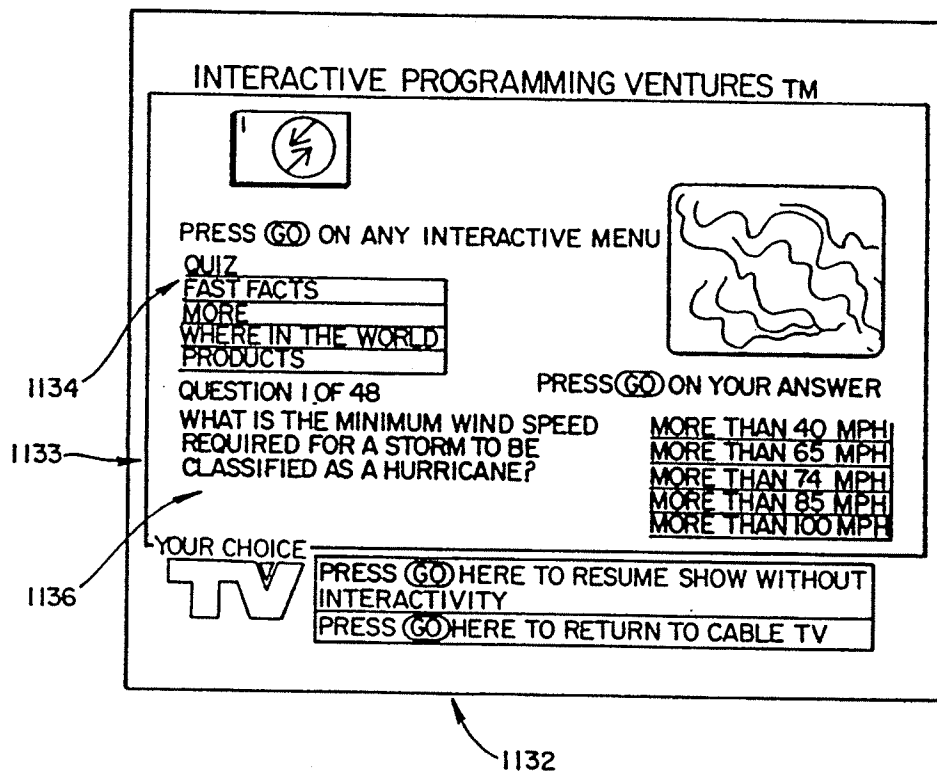 INTERACTIVE PROGRAMMING VENTURES TM
1
PRESS GO ON ANY INTERACTIVE MENU
QUIZ
FAST FACTS
MORE
WHERE IN THE WORLD
PRODUCTS
1134
QUESTION 1 OF 48
PRESS GO ON YOUR ANSWER
WHAT IS THE MINIMUM WIND SPEED
REQUIRED FOR A STORM TO BE
CLASSIFIED AS A HURRICANE?
1133
MORE THAN 40 MPH
MORE THAN 65 MPH
MORE THAN 74 MPH
MORE THAN 85 MPH
MORE THAN 100 MPH
1136
YOUR CHOICE
TV
PRESS GO HERE TO RESUME SHOW WITHOUT
INTERACTIVITY
PRESS GO HERE TO RETURN TO CABLE TV
1132